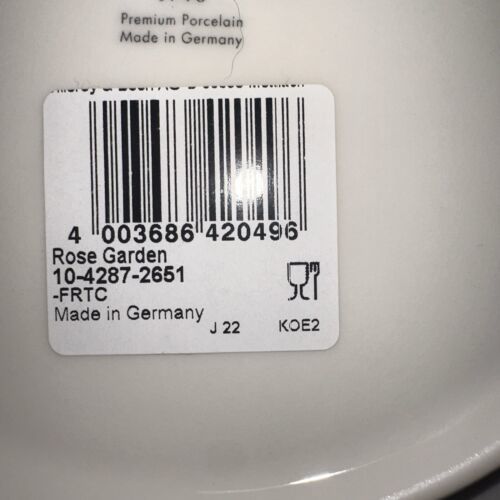 Premium Porcelain
Made in Germany
4 003686 420496
Rose Garden
10-4287-2651
-FRTC
Made in Germany
J 22 KOE2